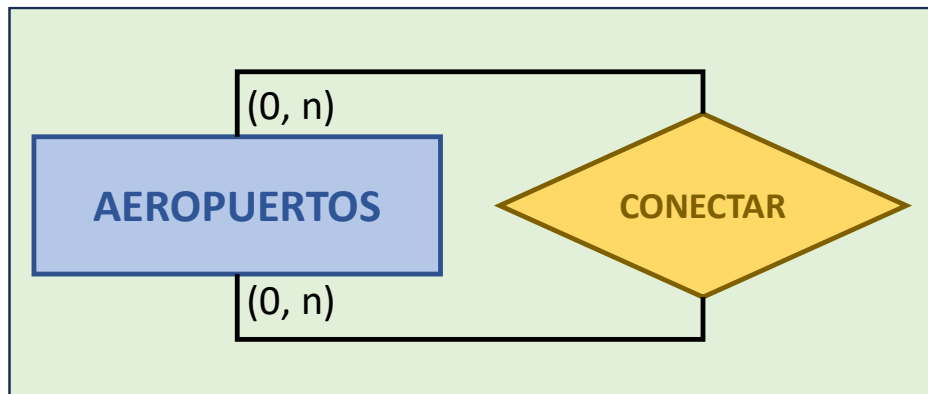 (0, n)
AEROPUERTOS
CONECTAR
(0, n)